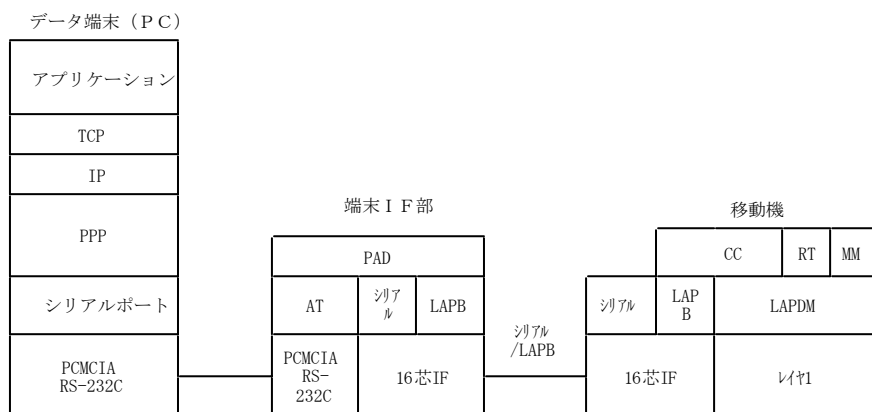 データ端末（ＰＣ）
アプリケーション
TCP
IP
PPP
シリアルポート
PCMCIA
RS-232C
端末ＩＦ部
PAD
AT
ｼﾘｱ
ﾙ
LAPB
PCMCIA
RS-
232C
16芯IF
ｼﾘｱﾙ
/LAPB
移動機
CC
RT
MM
ｼﾘｱﾙ
LAP
B
LAPDM
16芯IF
ﾚｲﾔ1